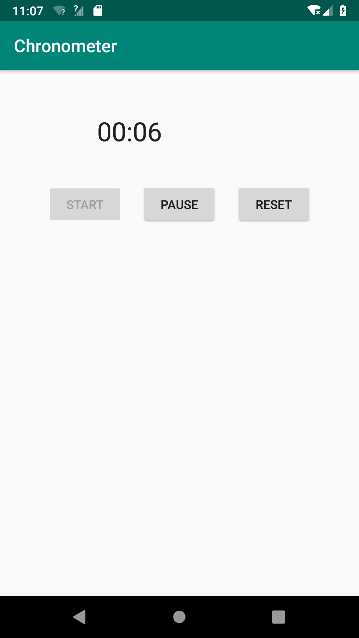 11:07
Chronometer
00:06
START PAUSE RESET